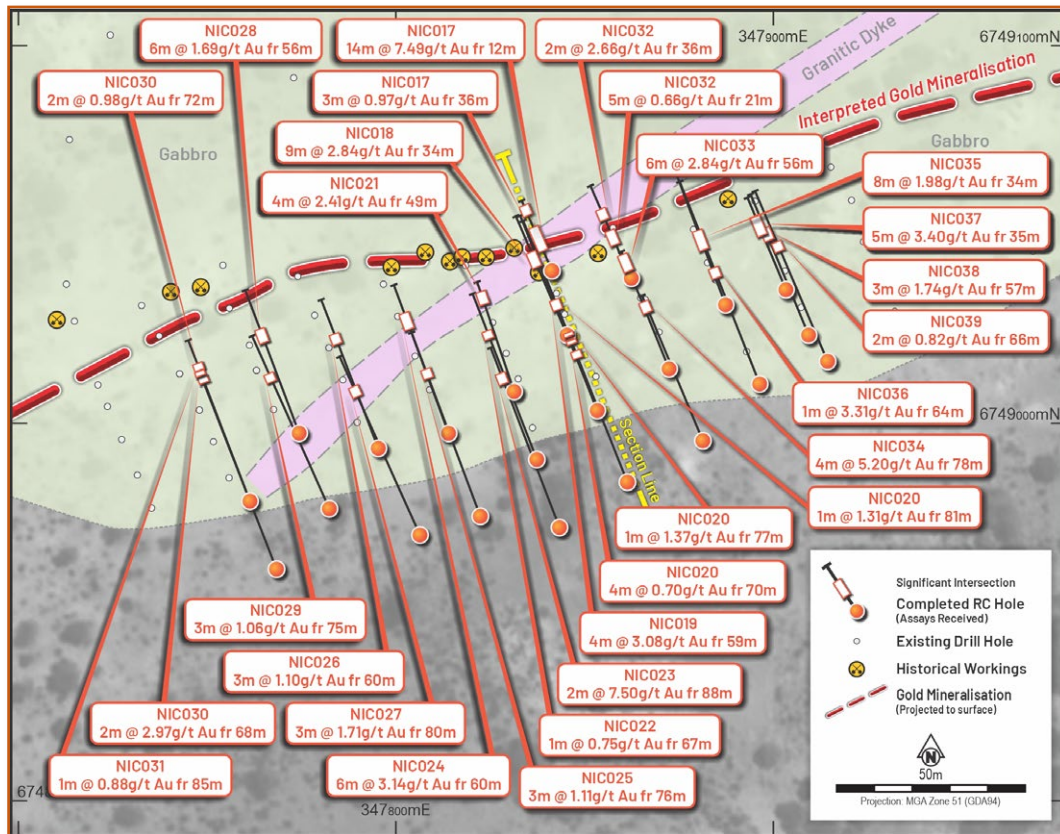 NIC028
6m @ 1.69g/t Au fr 56m
NIC017
14m @ 7.49g/t Au fr 12m
NIC032
2m @ 2.66g/t Au fr 36m
347900mE
6749100mN
NIC030
2m @ 0.98g/t Au fr 72m
NIC017
3m @ 0.97g/t Au fr 36m
NIC032
5m @ 0.66g/t Au fr 21m
Granitic Dyke
Interpreted Gold Mineralisation
Gabbro
NIC018
9m @ 2.84g/t Au fr 34m
NIC033
6m @ 2.84g/t Au fr 56m
Gabbro
NIC021
4m @ 2.41g/t Au fr 49m
NIC035
8m @ 1.98g/t Au fr 34m
NIC037
5m @ 3.40g/t Au fr 35m
NIC038
3m @ 1.74g/t Au fr 57m
NIC039
2m @ 0.82g/t Au fr 66m
NIC036
1m @ 3.31g/t Au fr 64m
6749000mN
Section Line
NIC034
4m @ 5.20g/t Au fr 78m
NIC020
1m @ 1.31g/t Au fr 81m
NIC020
1m @ 1.37g/t Au fr 77m
NIC020
4m @ 0.70g/t Au fr 70m
NIC029
3m @ 1.06g/t Au fr 75m
NIC019
4m @ 3.08g/t Au fr 59m
NIC026
3m @ 1.10g/t Au fr 60m
NIC023
2m @ 7.50g/t Au fr 88m
NIC030
2m @ 2.97g/t Au fr 68m
NIC027
3m @ 1.71g/t Au fr 80m
NIC022
1m @ 0.75g/t Au fr 67m
NIC031
1m @ 0.88g/t Au fr 85m
NIC024
6m @ 3.14g/t Au fr 60m
NIC025
3m @ 1.11g/t Au fr 76m
674
347800mE
Significant Intersection
Completed RC Hole
(Assays Received)
Existing Drill Hole
Historical Workings
Gold Mineralisation
(Projected to surface)
N
50m
Projection: MGA Zone 51 (GDA94)